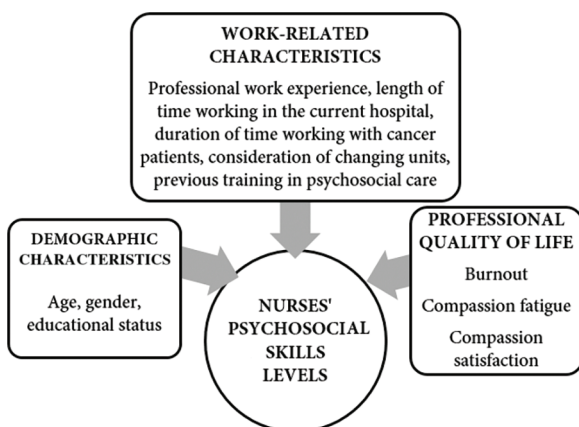 WORK-RELATED
CHARACTERISTICS
Professional work experience, length of
time working in the current hospital,
duration of time working with cancer
patients, consideration of changing units,
previous training in psychosocial care
DEMOGRAPHIC
CHARACTERISTICS
Age, gender,
educational status
NURSES'
PSYCHOSOCIAL
SKILLS
LEVELS
PROFESSIONAL
QUALITY OF LIFE
Burnout
Compassion fatigue
Compassion
satisfaction